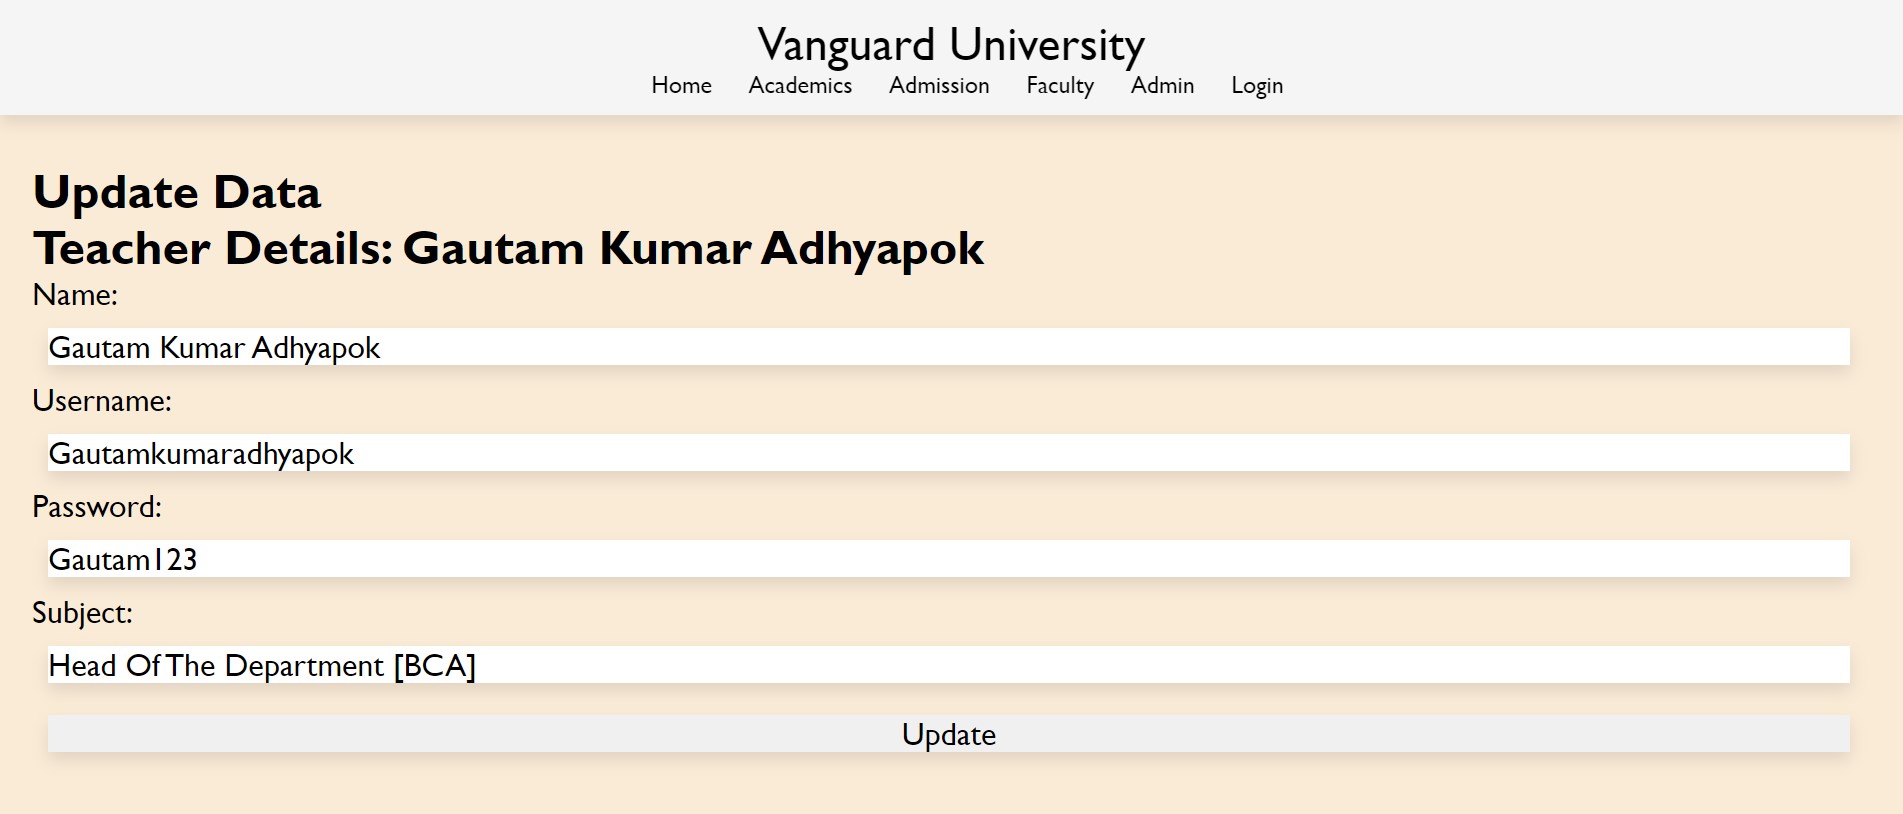 Vanguard University
Home Academics Admission Faculty Admin Login
Update Data
Teacher Details: Gautam Kumar Adhyapok
Name:
Gautam Kumar Adhyapok
Username:
Gautamkumaradhyapok
Password:
Gautam123
Subject:
Head Of The Department [BCA]
Update